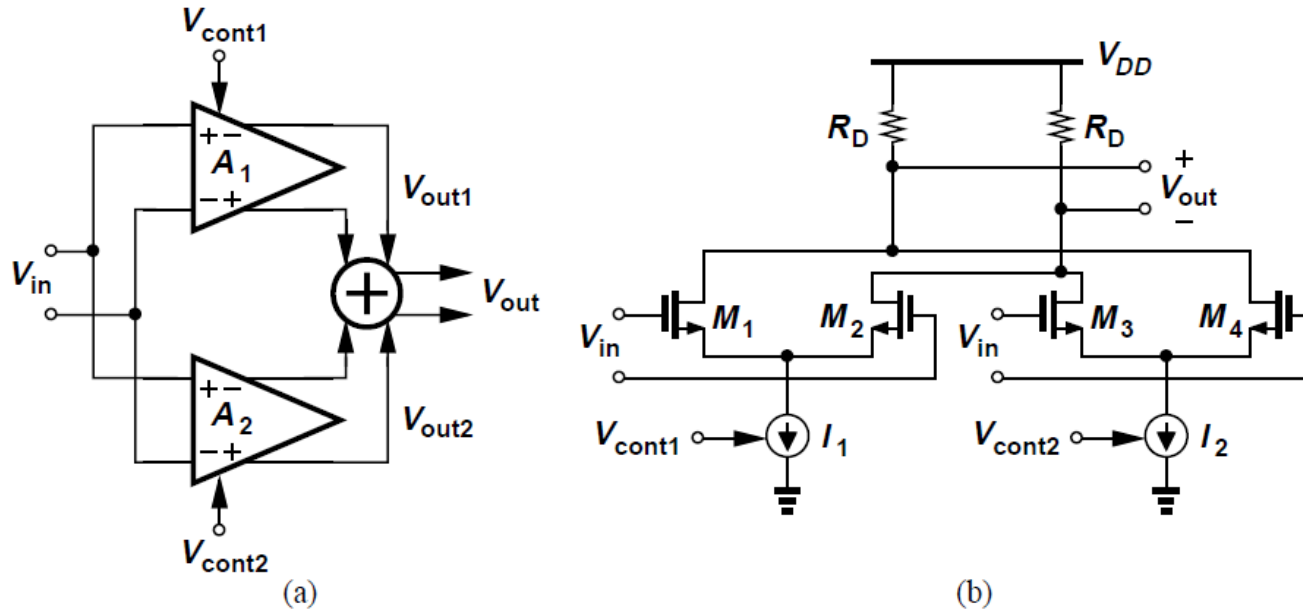 Vcont1
+ −
A1
− +
Vout1
Vin
+
Vout
+ −
A2
− +
Vout2
Vcont2
(a)
VDD
RD
RD
+
Vout
−
Vin
M1
M2
Vin
M3
M4
Vcont1
I1
Vcont2
I2
(b)